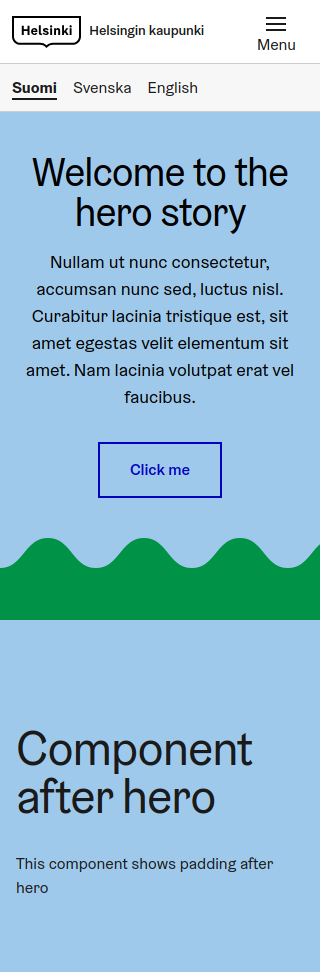 Helsinki
Helsingin kaupunki
Menu
Suomi Svenska English
Welcome to the
hero story
Nullam ut nunc consectetur,
accumsan nunc sed, luctus nisl.
Curabitur lacinia tristique est, sit
amet egestas velit elementum sit
amet. Nam lacinia volutpat erat vel
faucibus.
Click me
Component
after hero
This component shows padding after
hero